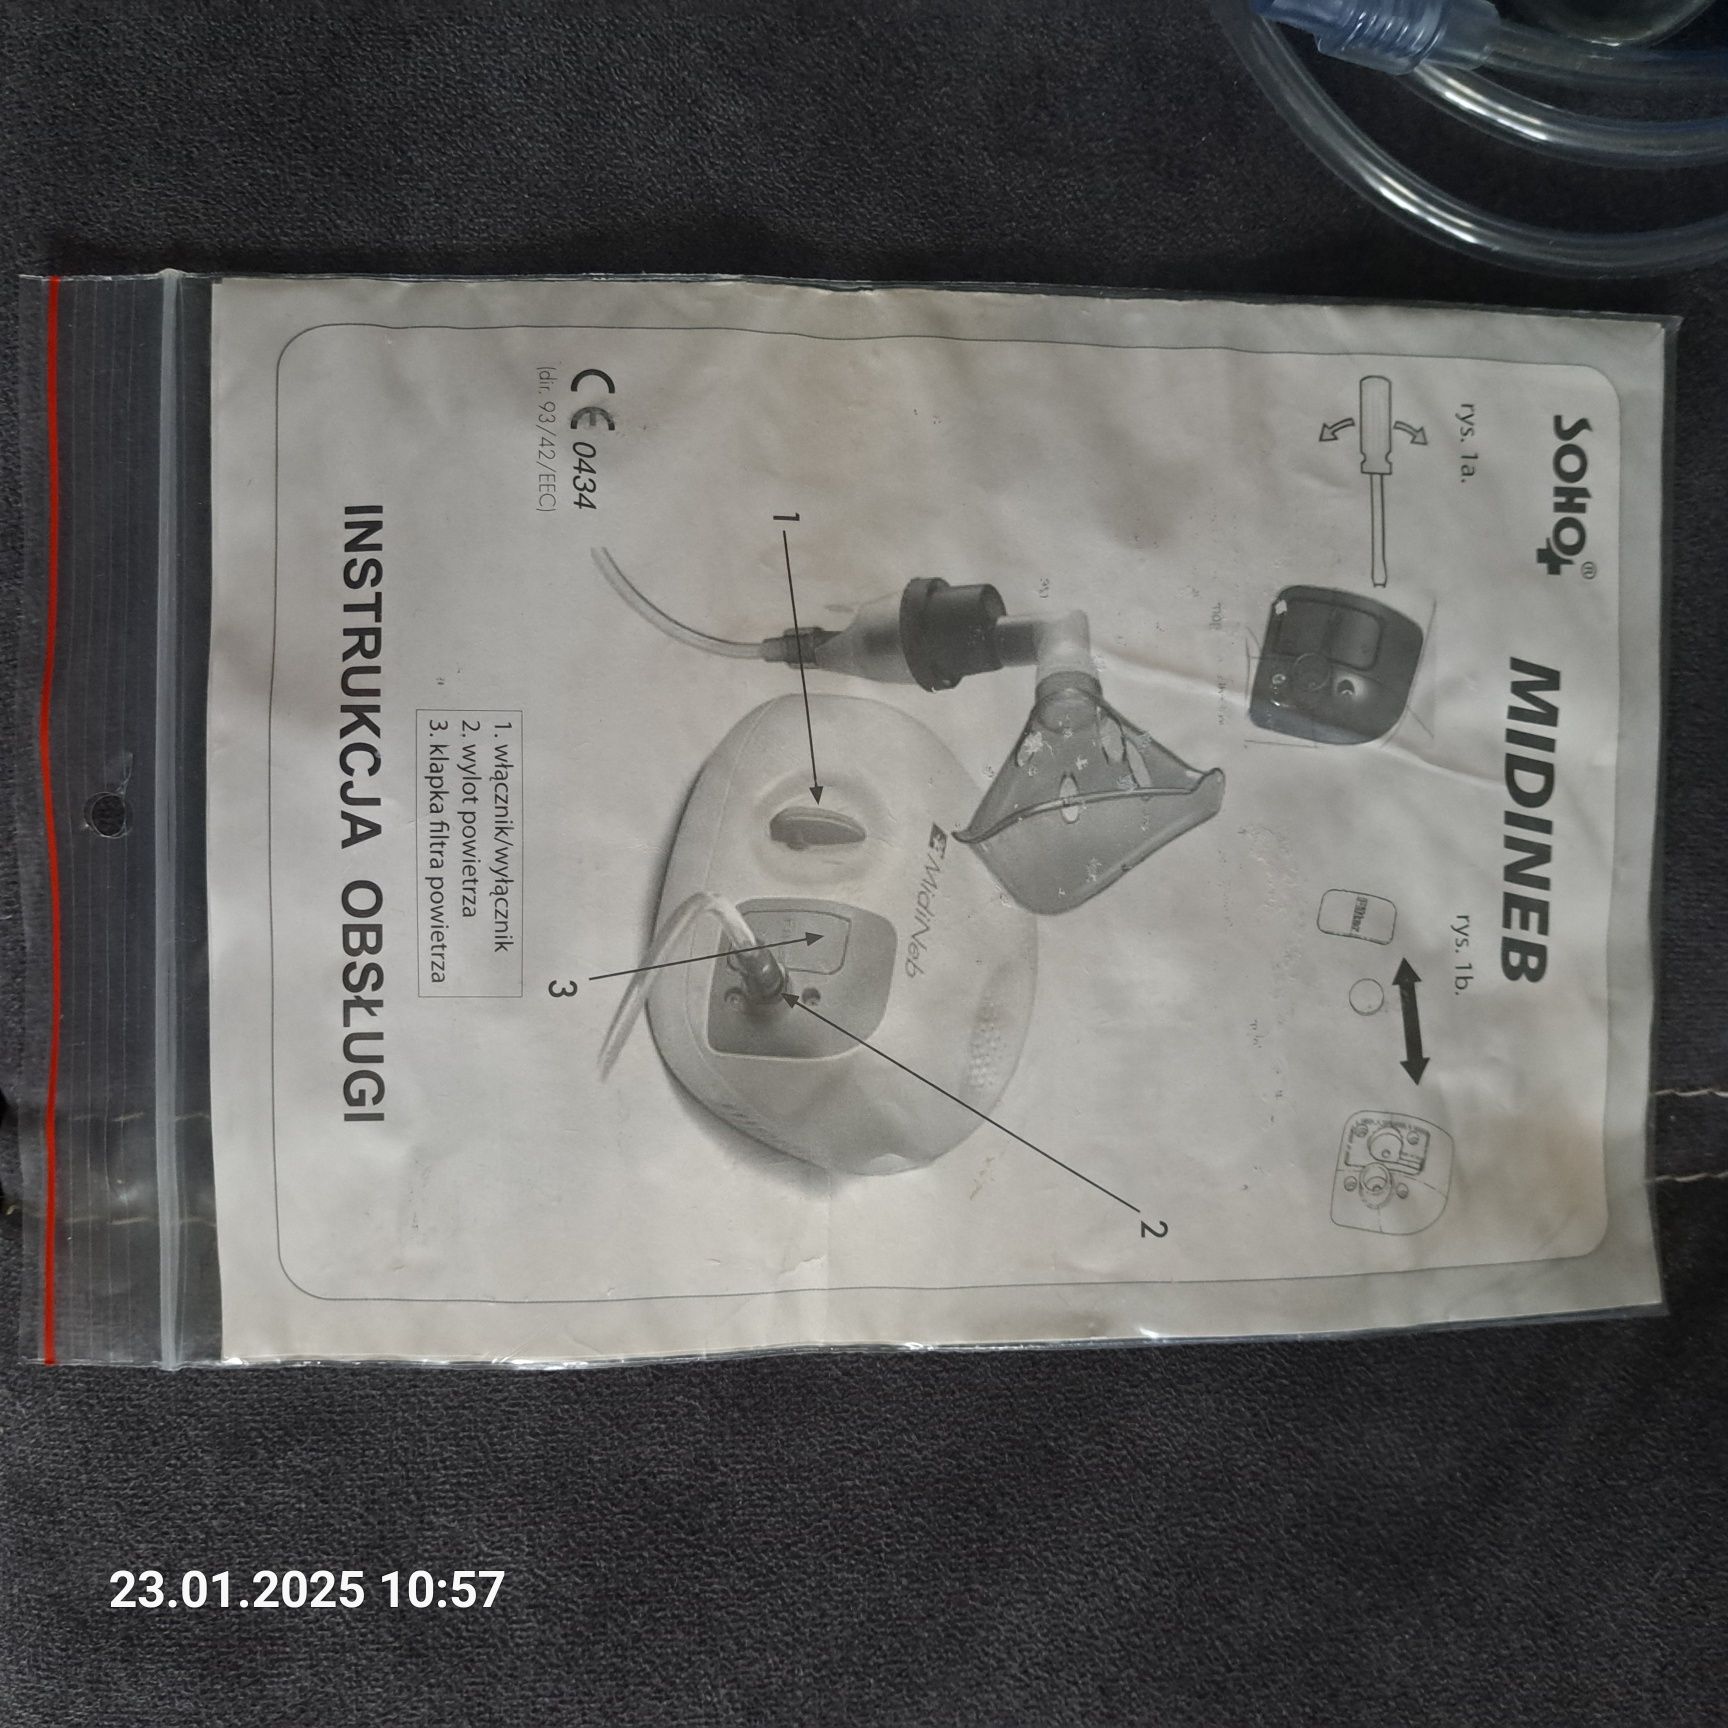 SOHO+®
MIDINEB
rys. 1a.
rys. 1b.
Filter
MidiNeb
1
2
3
CE 0434
(dir. 93/42/EEC)
1. włącznik/wyłącznik
2. wylot powietrza
3. klapka filtra powietrza
INSTRUKCJA OBSŁUGI
23.01.2025 10:57